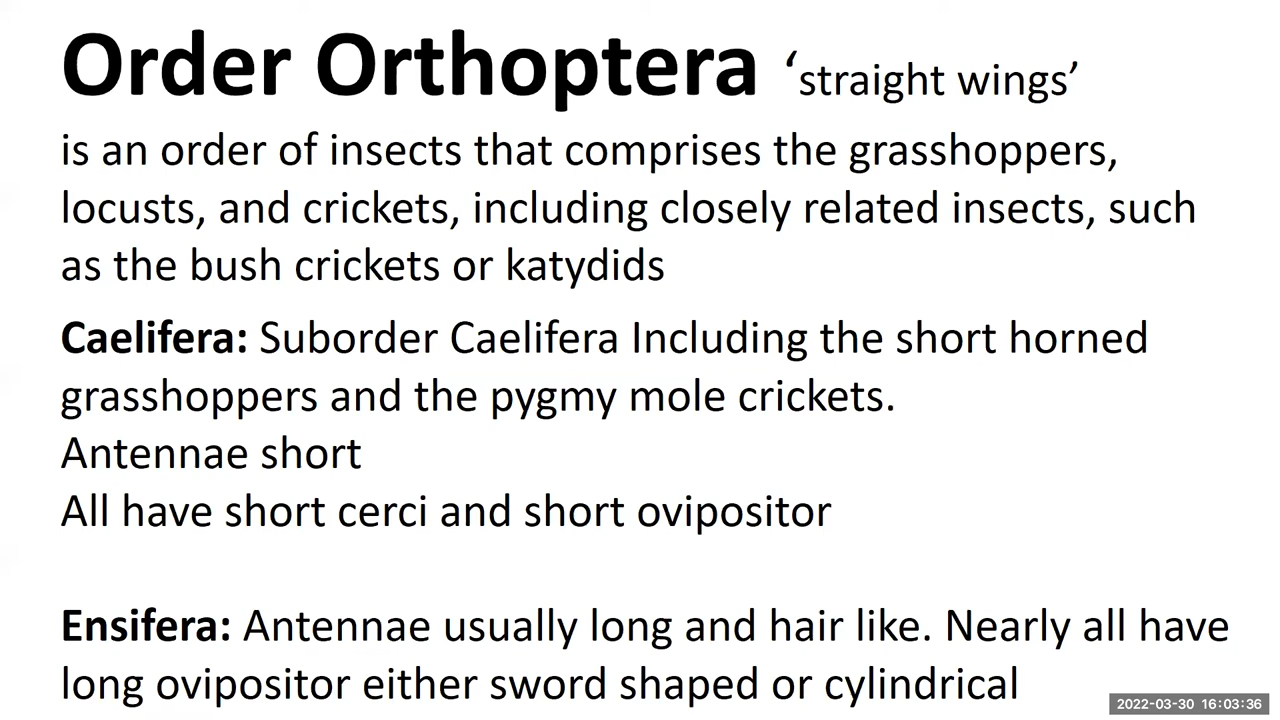 Order Orthoptera ‘straight wings’
is an order of insects that comprises the grasshoppers,
locusts, and crickets, including closely related insects, such
as the bush crickets or katydids
Caelifera: Suborder Caelifera Including the short horned
grasshoppers and the pygmy mole crickets.
Antennae short
All have short cerci and short ovipositor
Ensifera: Antennae usually long and hair like. Nearly all have
long ovipositor either sword shaped or cylindrical
2022-03-30 16:03:36